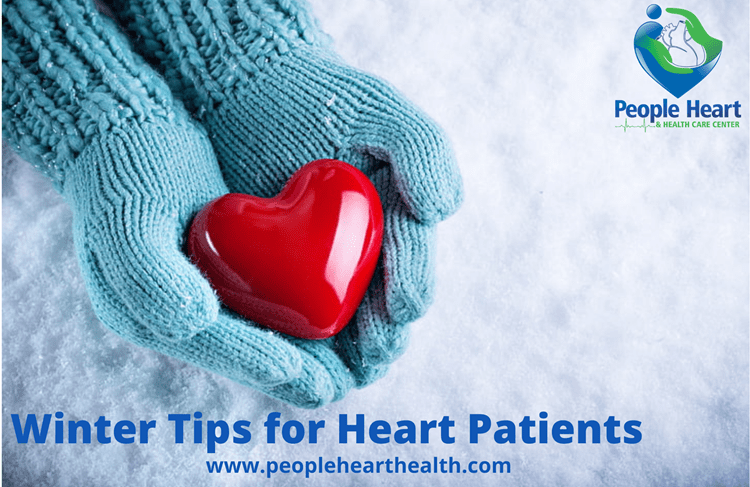 People Heart
& HEALTH CARE CENTER
Winter Tips for Heart Patients
www.peoplehearthealth.com